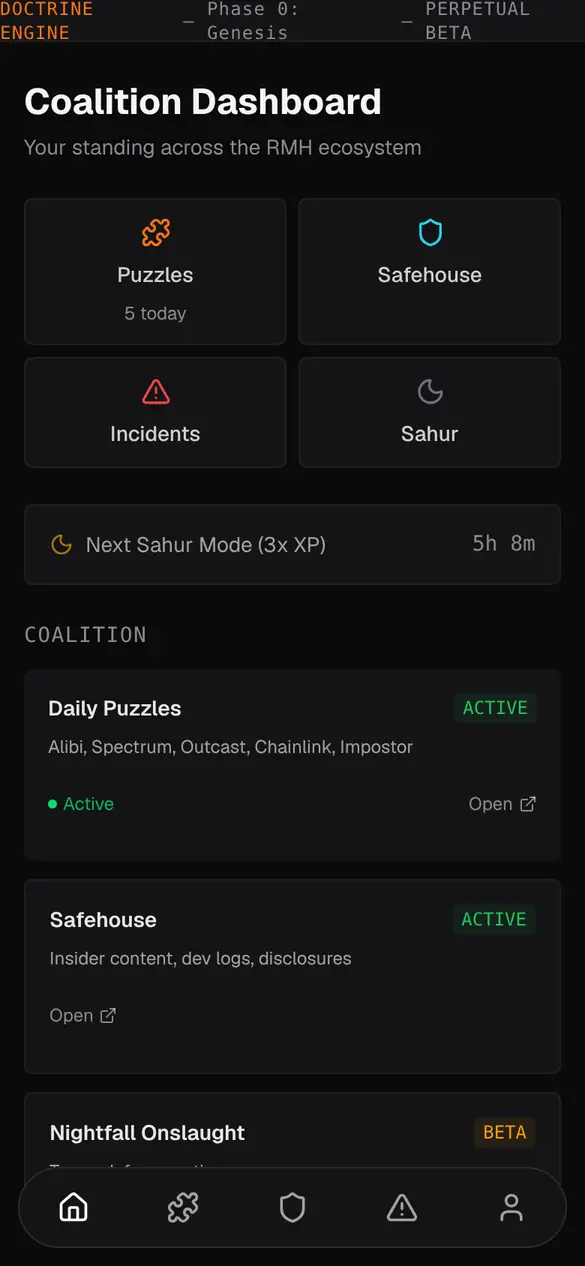 DOCTRINE ENGINE — Phase 0: Genesis — PERPETUAL BETA
Coalition Dashboard
Your standing across the RMH ecosystem
Puzzles
5 today
Safehouse
Incidents
Sahur
Next Sahur Mode (3x XP) 5h 8m
COALITION
Daily Puzzles ACTIVE
Alibi, Spectrum, Outcast, Chainlink, Impostor
Active Open
Safehouse ACTIVE
Insider content, dev logs, disclosures
Open
Nightfall Onslaught BETA